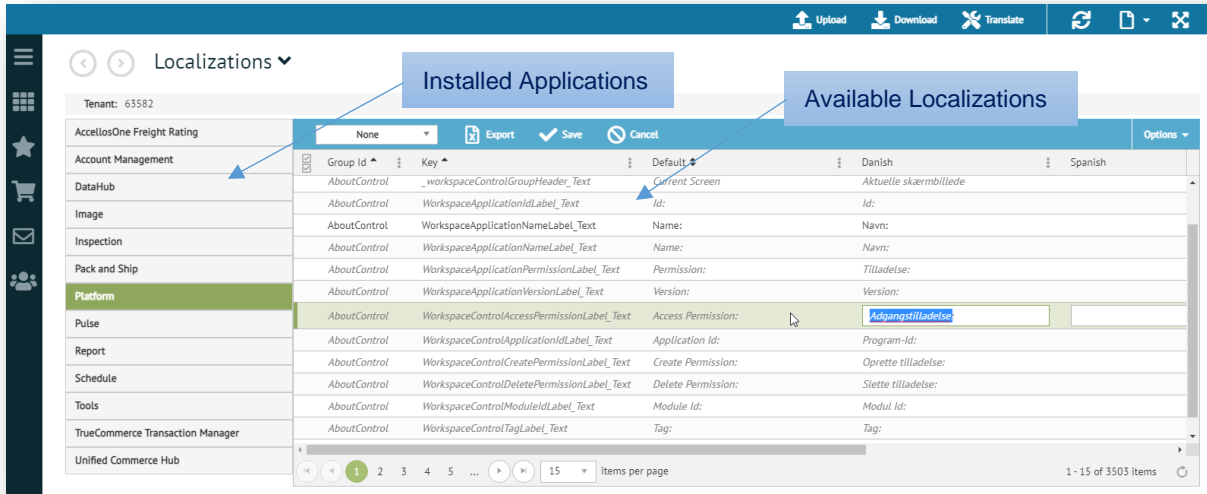 Upload Download Translate
Localizations
Installed Applications
Available Localizations
Tenant: 63582
AccellosOne Freight Rating
Account Management
DataHub
Image
Inspection
Pack and Ship
Platform
Pulse
Report
Schedule
Tools
TrueCommerce Transaction Manager
Unified Commerce Hub
None Export Save Cancel Options
Group Id Key Default Danish Spanish
AboutControl _workspaceControlGroupHeader_Text Current Screen Aktuelle skærmbillede
AboutControl WorkspaceApplicationIdLabel_Text Id: Id:
AboutControl WorkspaceApplicationNameLabel_Text Name: Navn:
AboutControl WorkspaceApplicationNameLabel_Text Name: Navn:
AboutControl WorkspaceApplicationPermissionLabel_Text Permission: Tilladelse:
AboutControl WorkspaceApplicationVersionLabel_Text Version: Version:
AboutControl WorkspaceControlAccessPermissionLabel_Text Access Permission: Adgangstilladelse:
AboutControl WorkspaceControlApplicationIdLabel_Text Application Id: Program-Id:
AboutControl WorkspaceControlCreatePermissionLabel_Text Create Permission: Oprette tilladelse:
AboutControl WorkspaceControlDeletePermissionLabel_Text Delete Permission: Slette tilladelse:
AboutControl WorkspaceControlModuleIdLabel_Text Module Id: Modul Id:
AboutControl WorkspaceControlTagLabel_Text Tag: Tag:
1 2 3 4 5 ... 15 items per page 1 - 15 of 3503 items